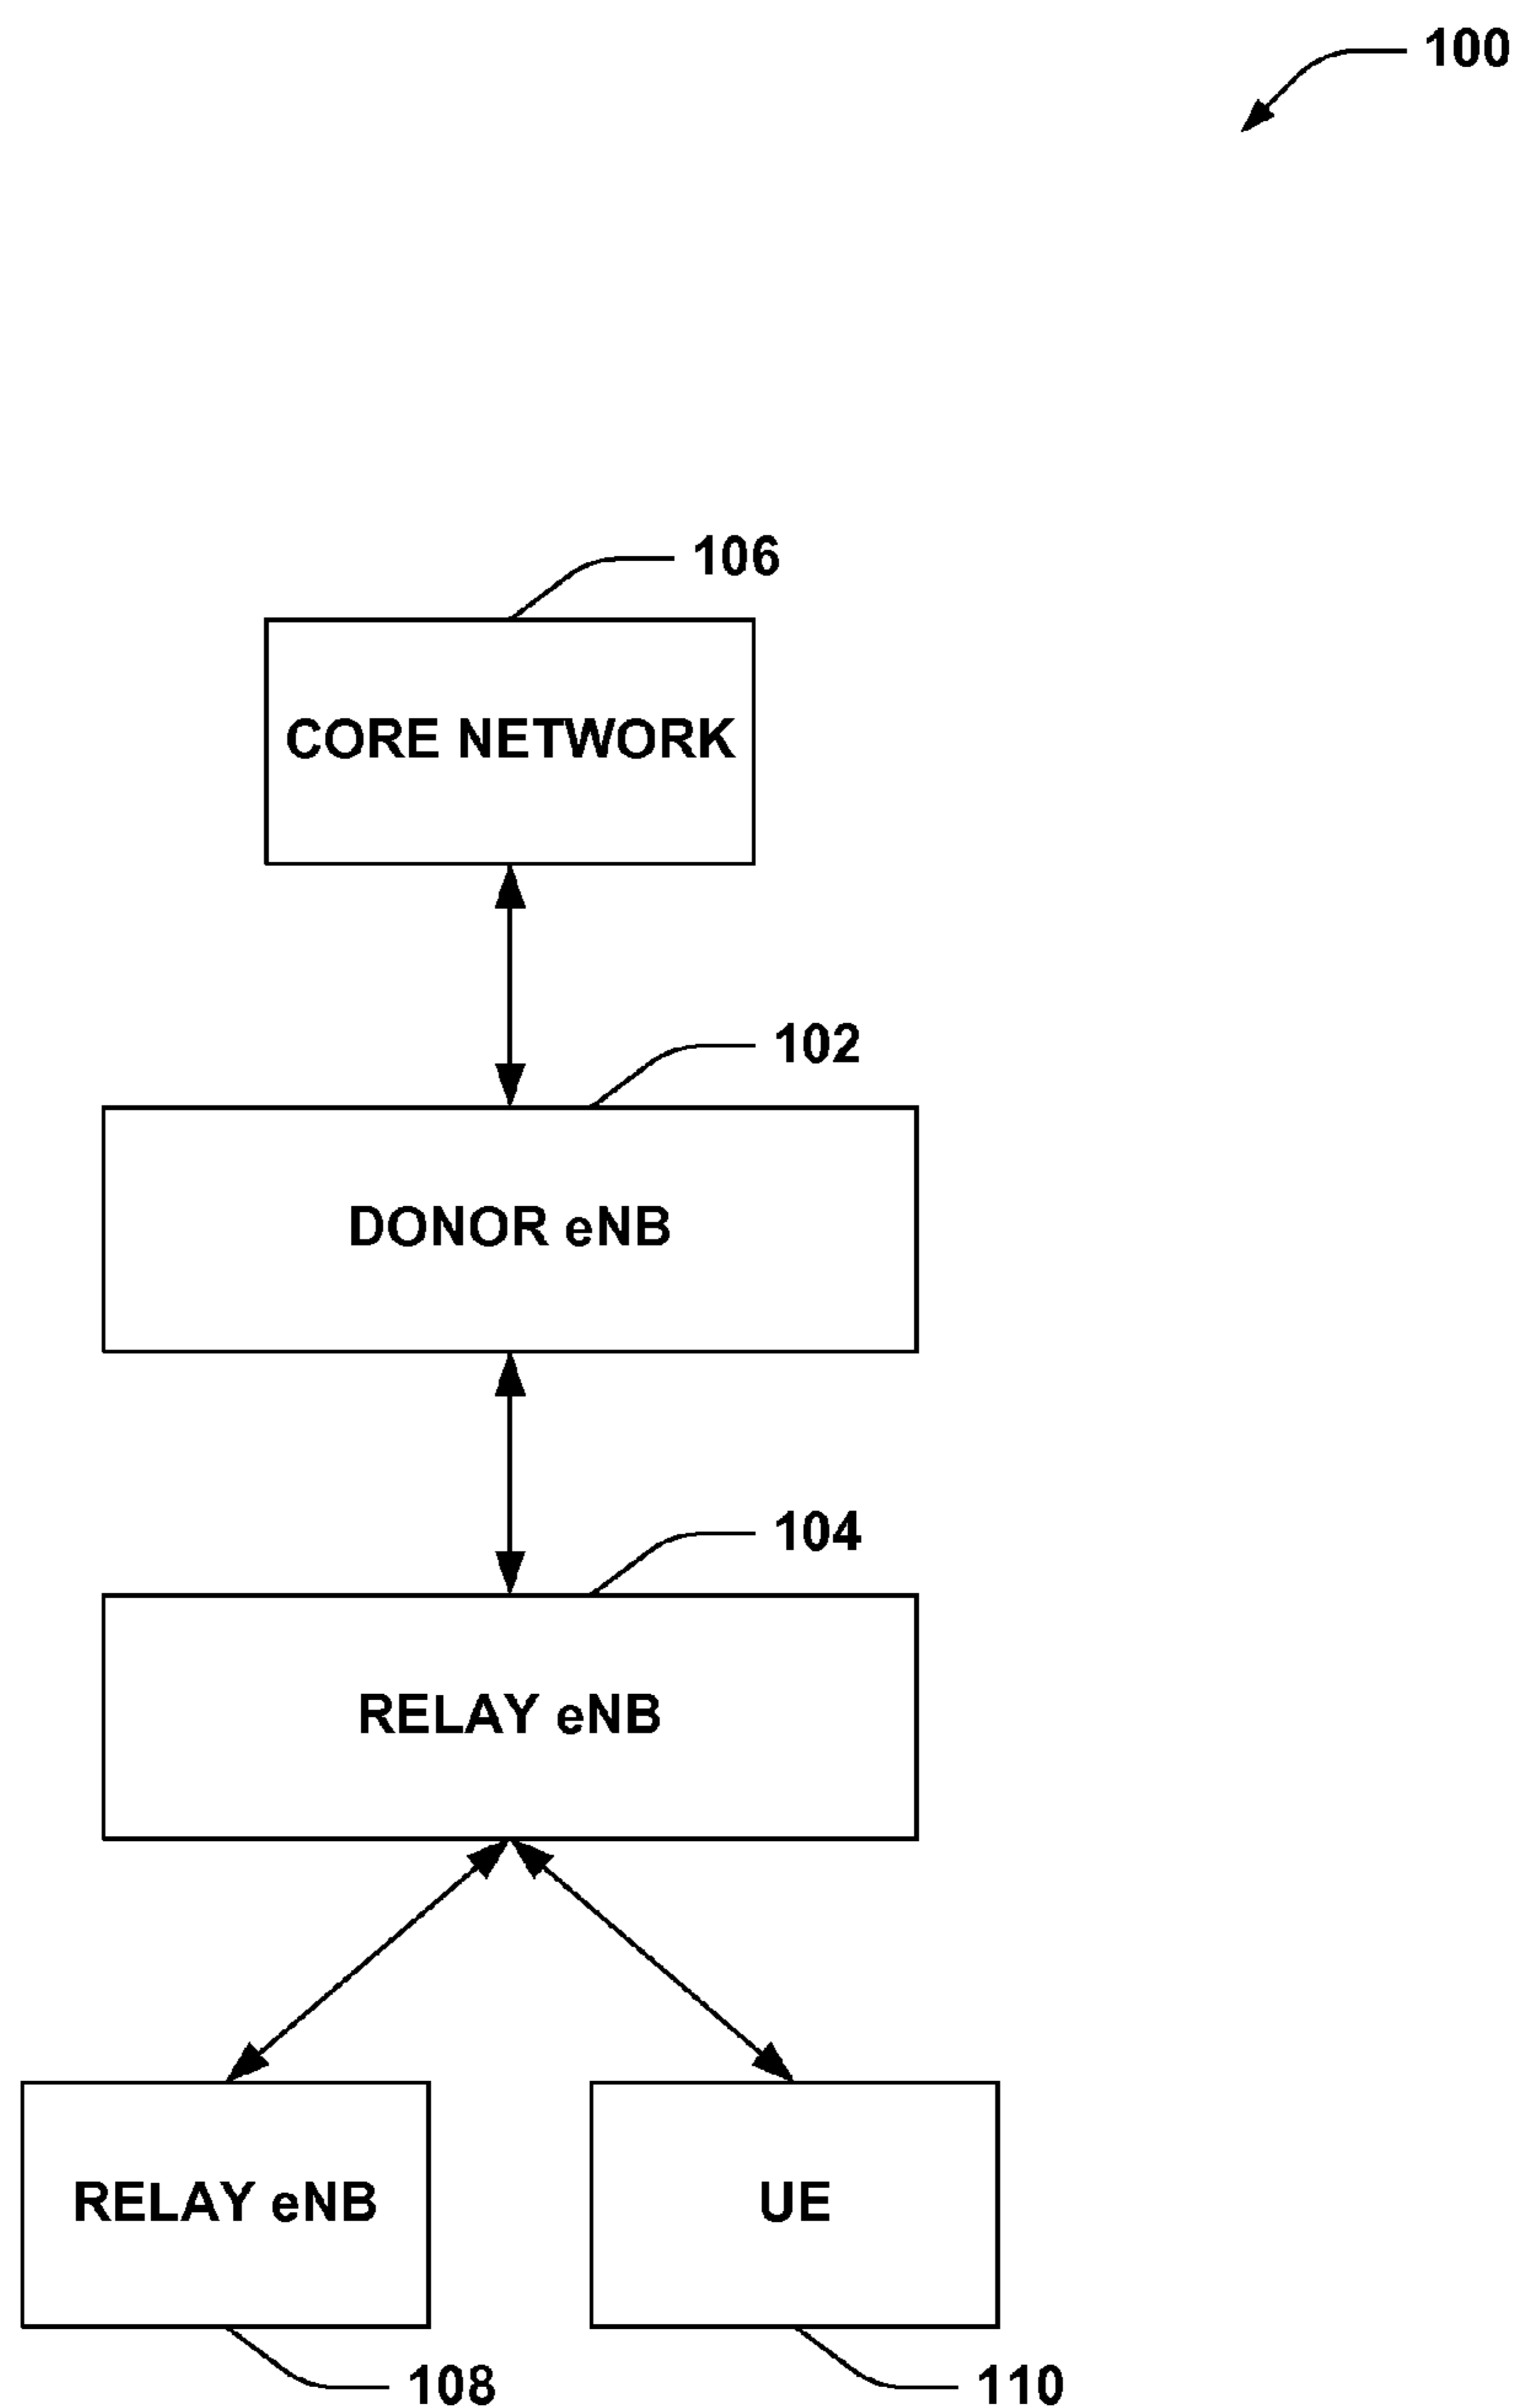 100
106
CORE NETWORK
102
DONOR eNB
104
RELAY eNB
RELAY eNB
UE
108
110